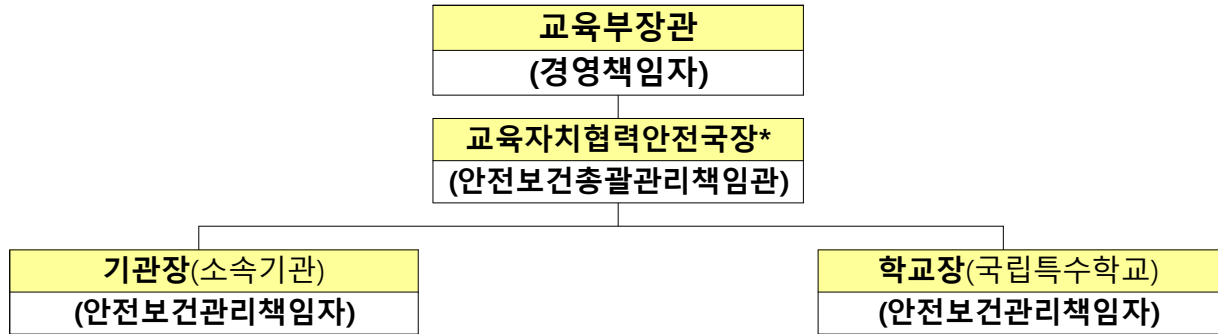 교육부장관
(경영책임자)
교육자치협력안전국장*
(안전보건총괄관리책임관)
기관장(소속기관)
(안전보건관리책임자)
학교장(국립특수학교)
(안전보건관리책임자)